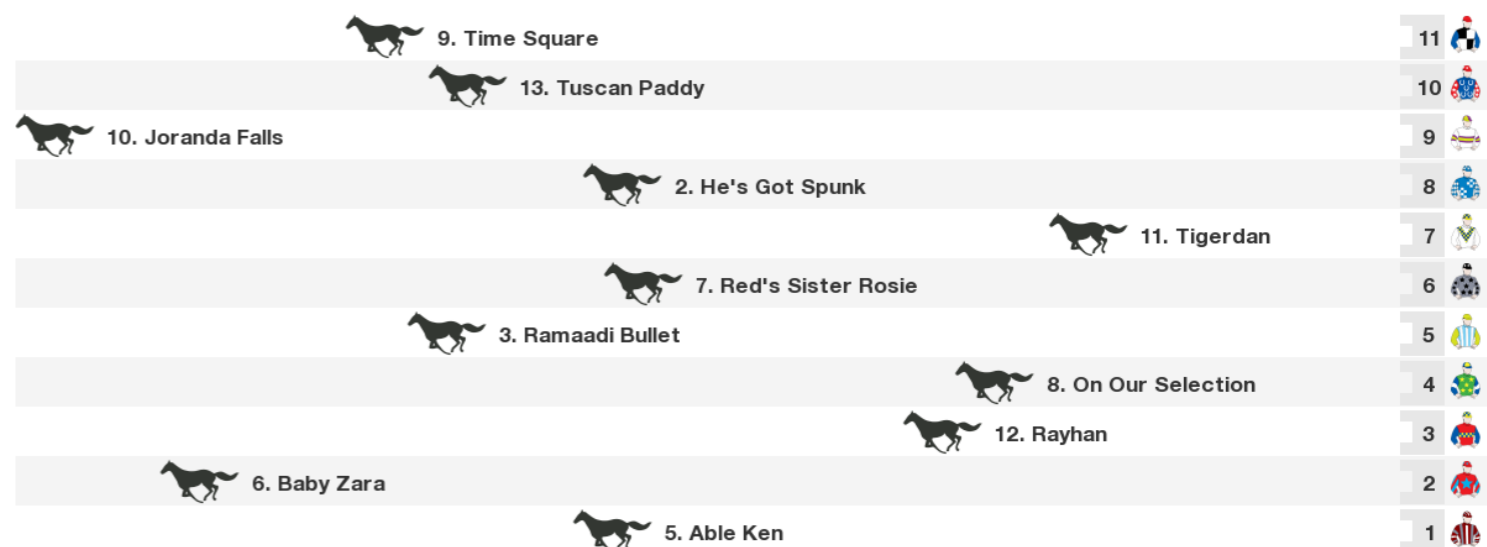 9. Time Square 11
13. Tuscan Paddy 10
10. Joranda Falls 9
2. He's Got Spunk 8
11. Tigerdan 7
7. Red's Sister Rosie 6
3. Ramaadi Bullet 5
8. On Our Selection 4
12. Rayhan 3
6. Baby Zara 2
5. Able Ken 1